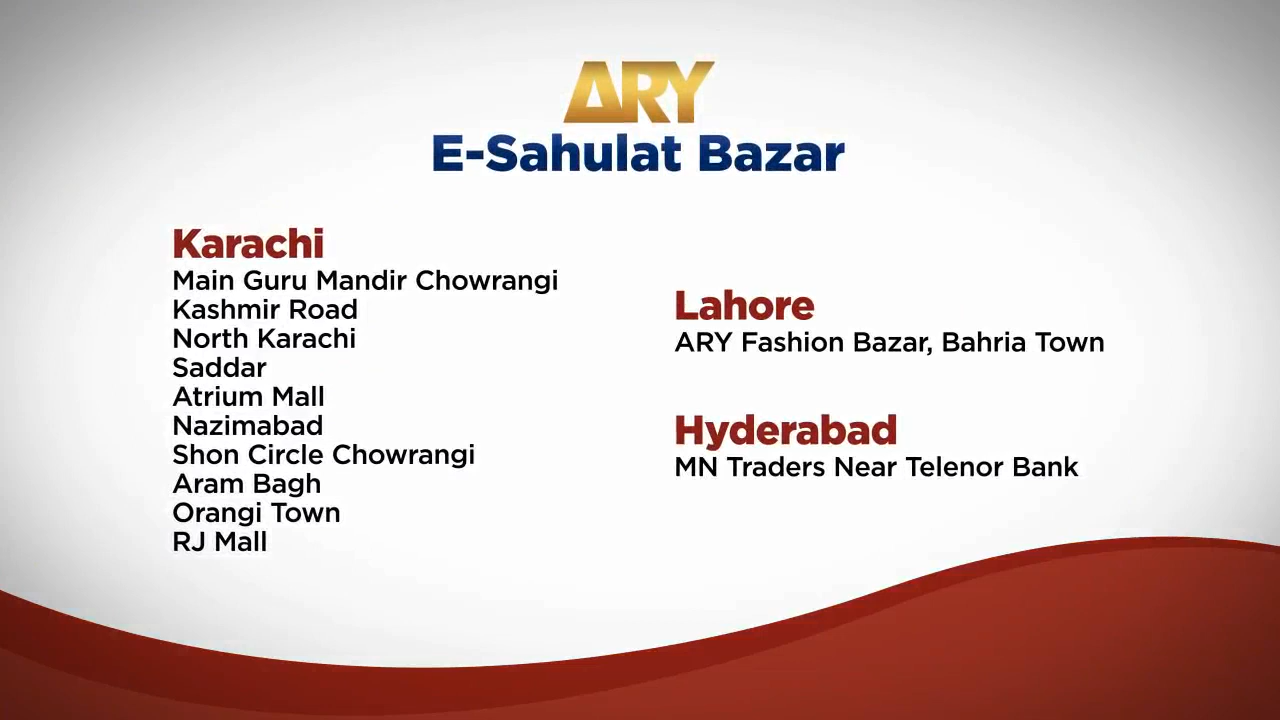 ARY
E-Sahulat Bazar
Karachi
Main Guru Mandir Chowrangi
Kashmir Road
North Karachi
Saddar
Atrium Mall
Nazimabad
Shon Circle Chowrangi
Aram Bagh
Orangi Town
RJ Mall
Lahore
ARY Fashion Bazar, Bahria Town
Hyderabad
MN Traders Near Telenor Bank